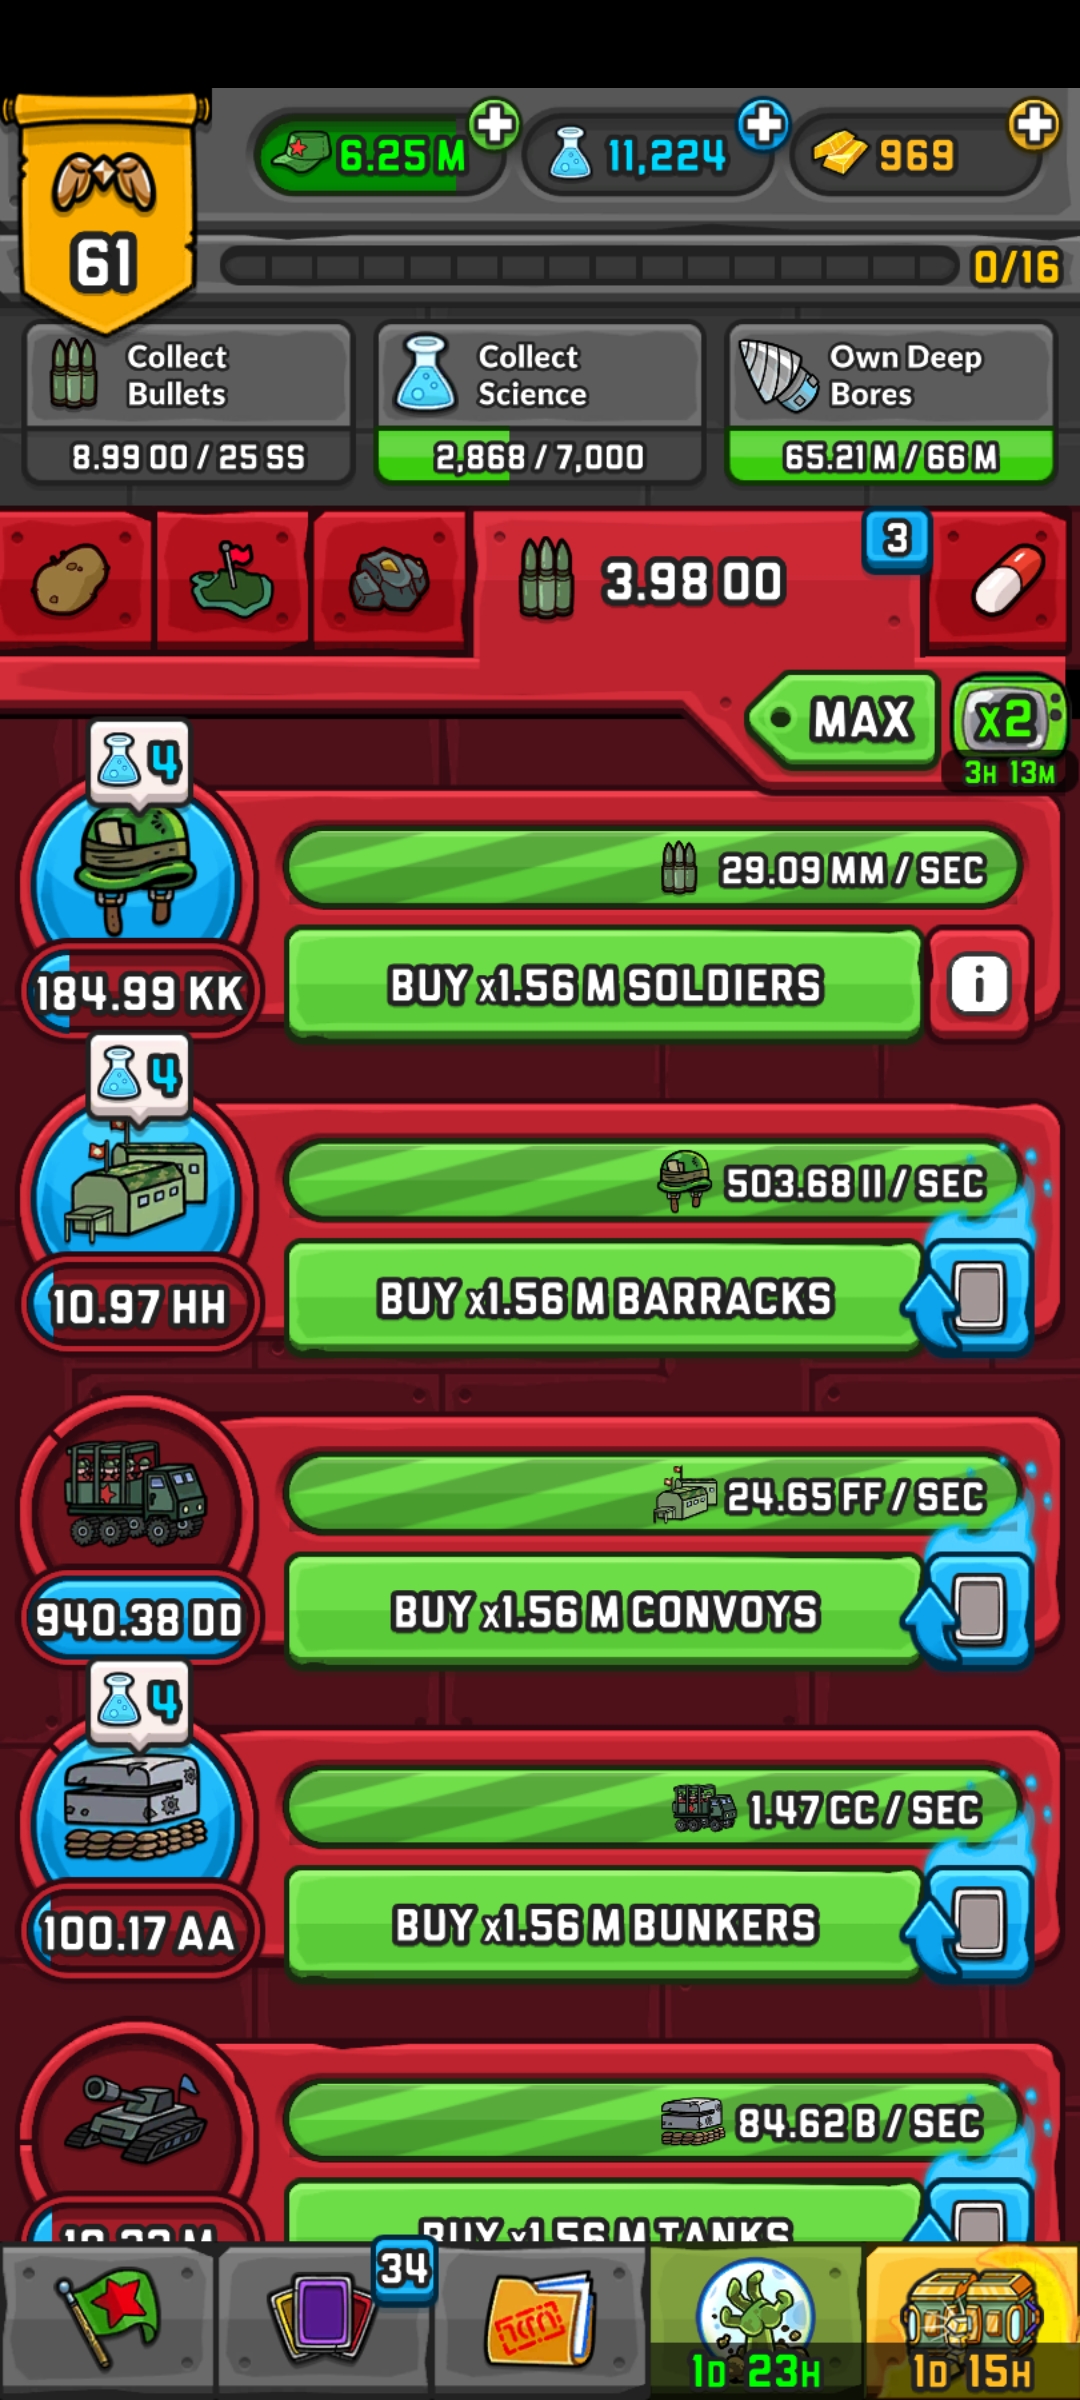 6.25 M
11,224
969
61
0/16
Collect
Bullets
8.99 OO / 25 SS
Collect
Science
2,868 / 7,000
Own Deep
Bores
65.21 M / 66 M
3.98 OO
3
MAX
x2
3H 13M
4
29.09 MM / SEC
184.99 KK
BUY x1.56 M SOLDIERS
i
4
503.68 II / SEC
10.97 HH
BUY x1.56 M BARRACKS
24.65 FF / SEC
940.38 DD
BUY x1.56 M CONVOYS
4
1.47 CC / SEC
100.17 AA
BUY x1.56 M BUNKERS
84.62 B / SEC
BUY x1.56 M TANKS
34
1D 23H
1D 15H